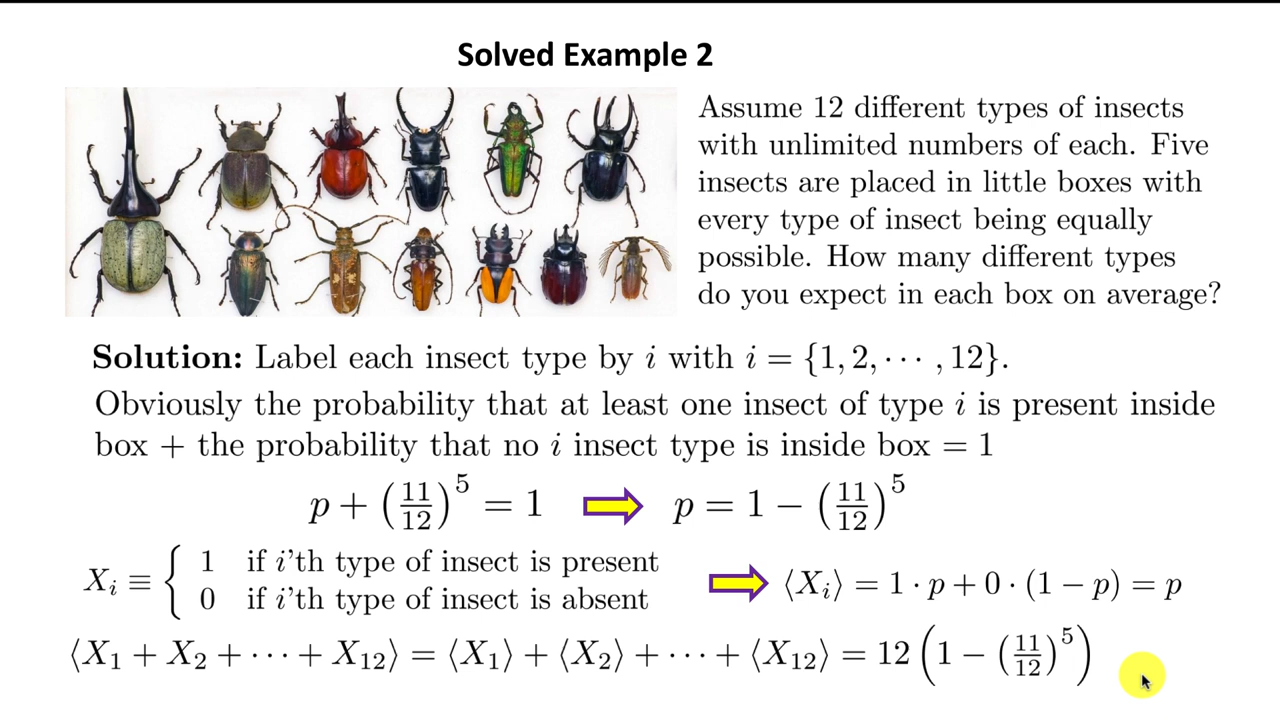 Solved Example 2
Assume 12 different types of insects
with unlimited numbers of each. Five
insects are placed in little boxes with
every type of insect being equally
possible. How many different types
do you expect in each box on average?
Solution: Label each insect type by i with i = {1, 2, ⋯ , 12}.
Obviously the probability that at least one insect of type i is present inside
box + the probability that no i insect type is inside box = 1
p + (11/12)^5 = 1 ⇨ p = 1 − (11/12)^5
X_i ≡ { 1 if i’th type of insect is present
0 if i’th type of insect is absent ⇨ ⟨X_i⟩ = 1 · p + 0 · (1 − p) = p
⟨X_1 + X_2 + ⋯ + X_12⟩ = ⟨X_1⟩ + ⟨X_2⟩ + ⋯ + ⟨X_12⟩ = 12 (1 − (11/12)^5)